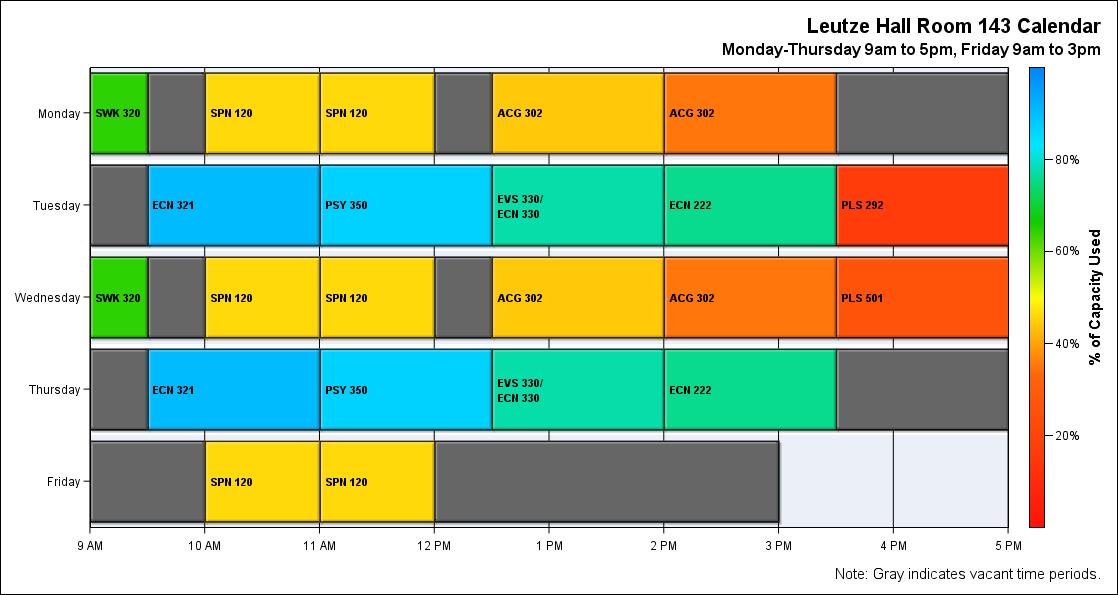 Leutze Hall Room 143 Calendar
Monday-Thursday 9am to 5pm, Friday 9am to 3pm
Monday
SWK 320
SPN 120
SPN 120
ACG 302
ACG 302
Tuesday
ECN 321
PSY 350
EVS 330/
ECN 330
ECN 222
PLS 292
Wednesday
SWK 320
SPN 120
SPN 120
ACG 302
ACG 302
PLS 501
Thursday
ECN 321
PSY 350
EVS 330/
ECN 330
ECN 222
Friday
SPN 120
SPN 120
9 AM
10 AM
11 AM
12 PM
1 PM
2 PM
3 PM
4 PM
5 PM
80%
60%
40%
20%
% of Capacity Used
Note: Gray indicates vacant time periods.